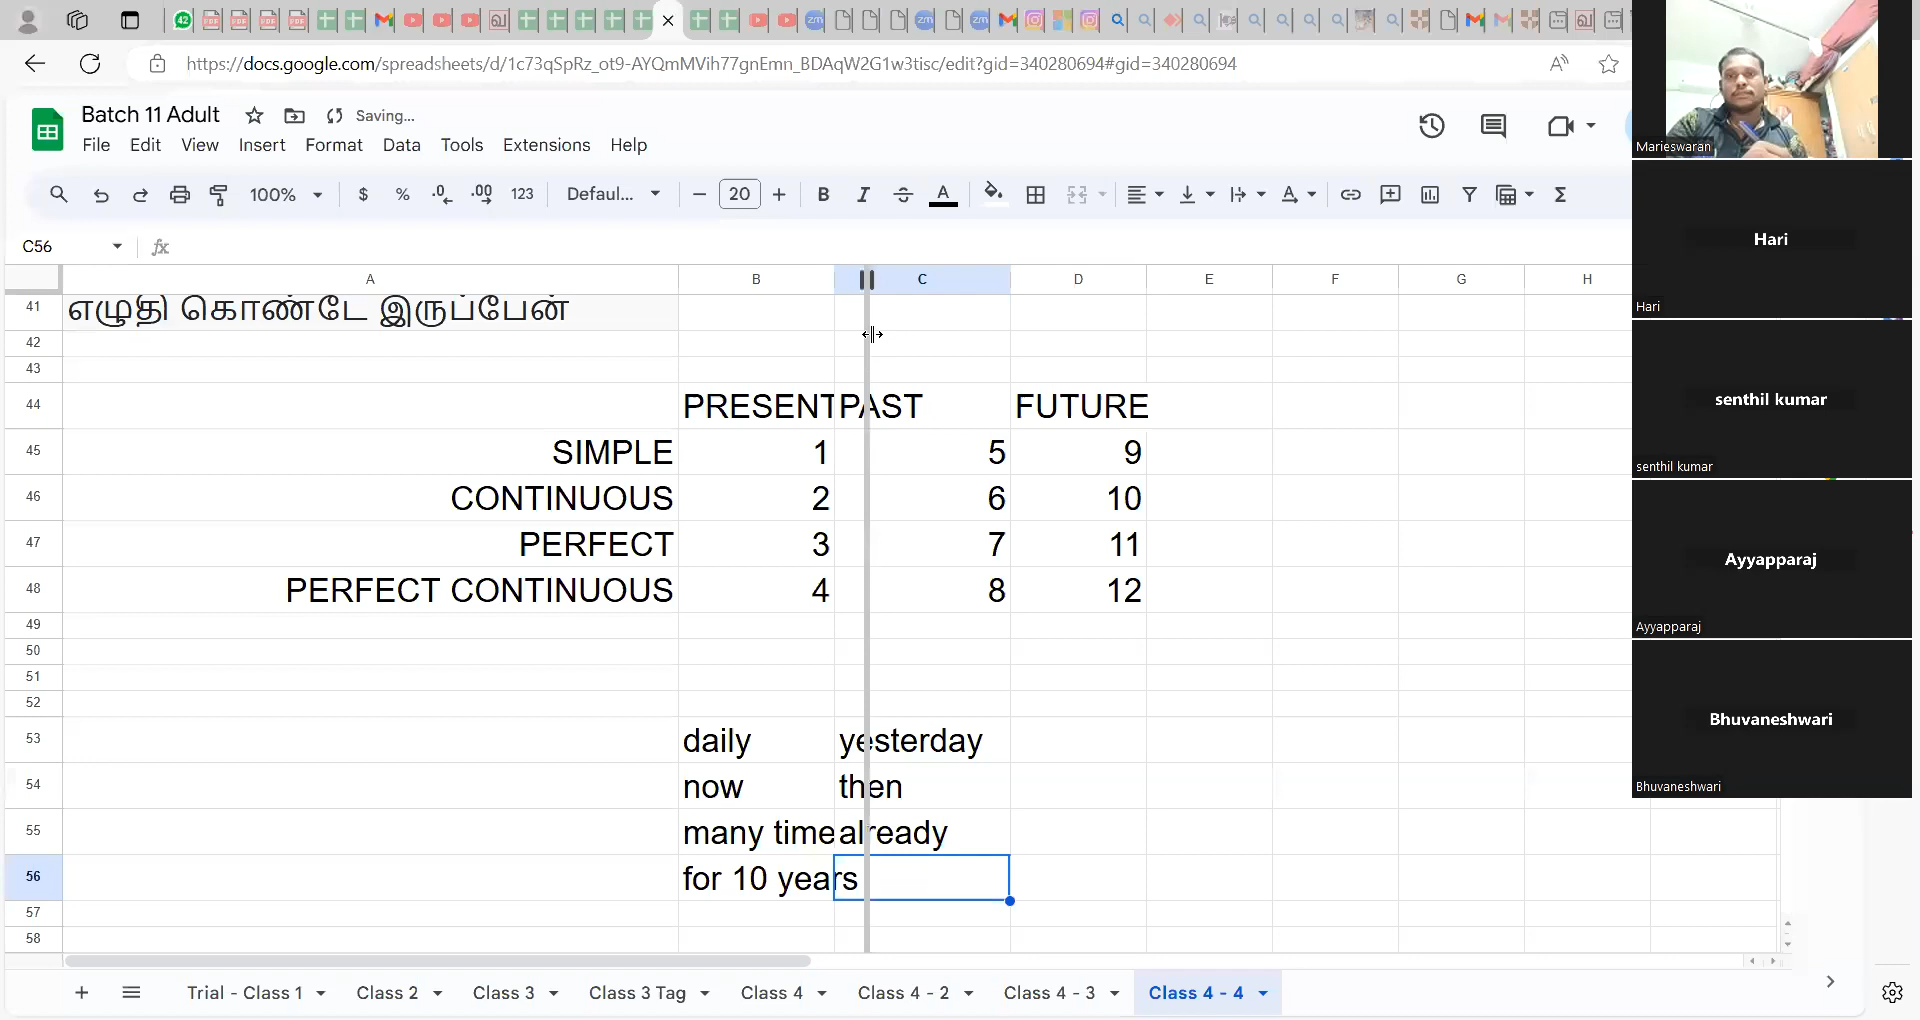 https://docs.google.com/spreadsheets/d/1c73qSpRz_ot9-AYQmMVih77gnEmn_BDAqW2G1w3tisc/edit?gid=340280694#gid=340280694
Batch 11 Adult Saving...
File Edit View Insert Format Data Tools Extensions Help
100% $ % .0 .00 123 Defaul... 20 B I A
C56 fx
A B C D E F G H
41 எழுதி கொண்டே இருப்பேன்
42
43
44 PRESENT PAST FUTURE
45 SIMPLE 1 5 9
46 CONTINUOUS 2 6 10
47 PERFECT 3 7 11
48 PERFECT CONTINUOUS 4 8 12
49
50
51
52
53 daily yesterday
54 now then
55 many time already
56 for 10 years
57
58
Trial - Class 1 Class 2 Class 3 Class 3 Tag Class 4 Class 4 - 2 Class 4 - 3 Class 4 - 4
Marieswaran
Hari
Hari
senthil kumar
senthil kumar
Ayyapparaj
Ayyapparaj
Bhuvaneshwari
Bhuvaneshwari